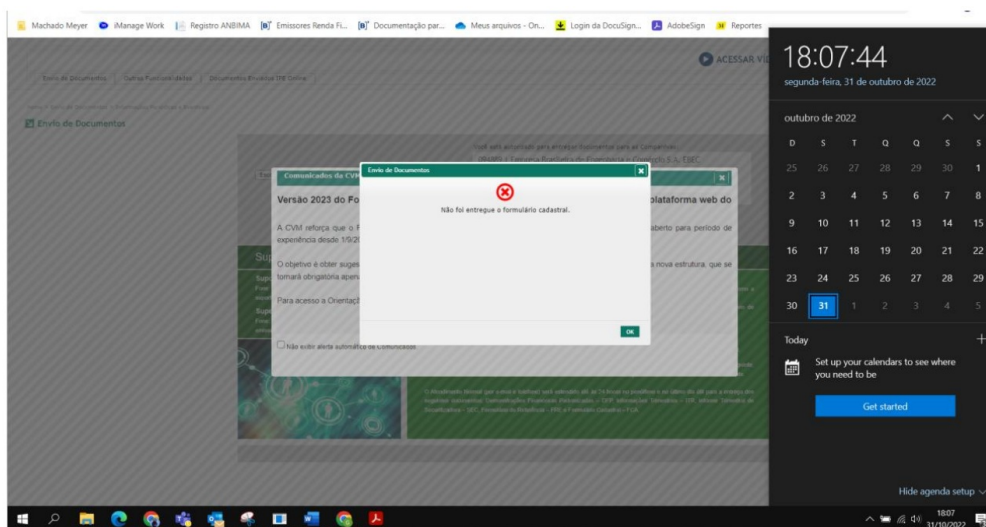 Machado Meyer iManage Work Registro ANBIMA Emissores Renda Fi... Documentação par... Meus arquivos - On... Login da DocuSign... AdobeSign Reportes
ACESSAR VÍ
Envio de Documentos Outras Funcionalidades Documentos Enviados IPE Online
Envio de Documentos
Você está autorizado para entregar documentos para as Companhias:
Comunicados da CVM
Envio de Documentos
Não foi entregue o formulário cadastral.
OK
Versão 2023 do Fo
plataforma web do
A CVM reforça que o F
aberto para período de
experiência desde 1/9/20
O objetivo é obter suges
a nova estrutura, que se
tornará obrigatória apen
Para acesso a Orientaçõ
Não exibir alerta automático de Comunicados
18:07:44
segunda-feira, 31 de outubro de 2022
outubro de 2022
D S T Q Q S S
25 26 27 28 29 30 1
2 3 4 5 6 7 8
9 10 11 12 13 14 15
16 17 18 19 20 21 22
23 24 25 26 27 28 29
30 31 1 2 3 4 5
Today
Set up your calendars to see where
you need to be
Get started
Hide agenda setup
18:07
31/10/2022